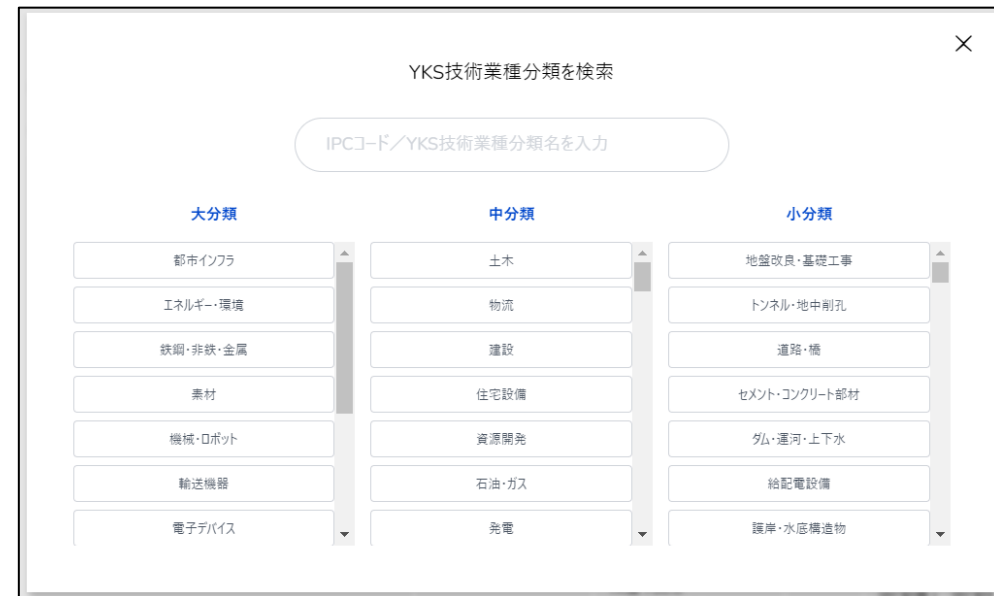 YKS技術業種分類を検索
IPCコード／YKS技術業種分類名を入力
大分類
都市インフラ
エネルギー・環境
鉄鋼・非鉄・金属
素材
機械・ロボット
輸送機器
電子デバイス
中分類
土木
物流
建設
住宅設備
資源開発
石油・ガス
発電
小分類
地盤改良・基礎工事
トンネル・地中削孔
道路・橋
セメント・コンクリート部材
ダム・運河・上下水
給配電設備
護岸・水底構造物